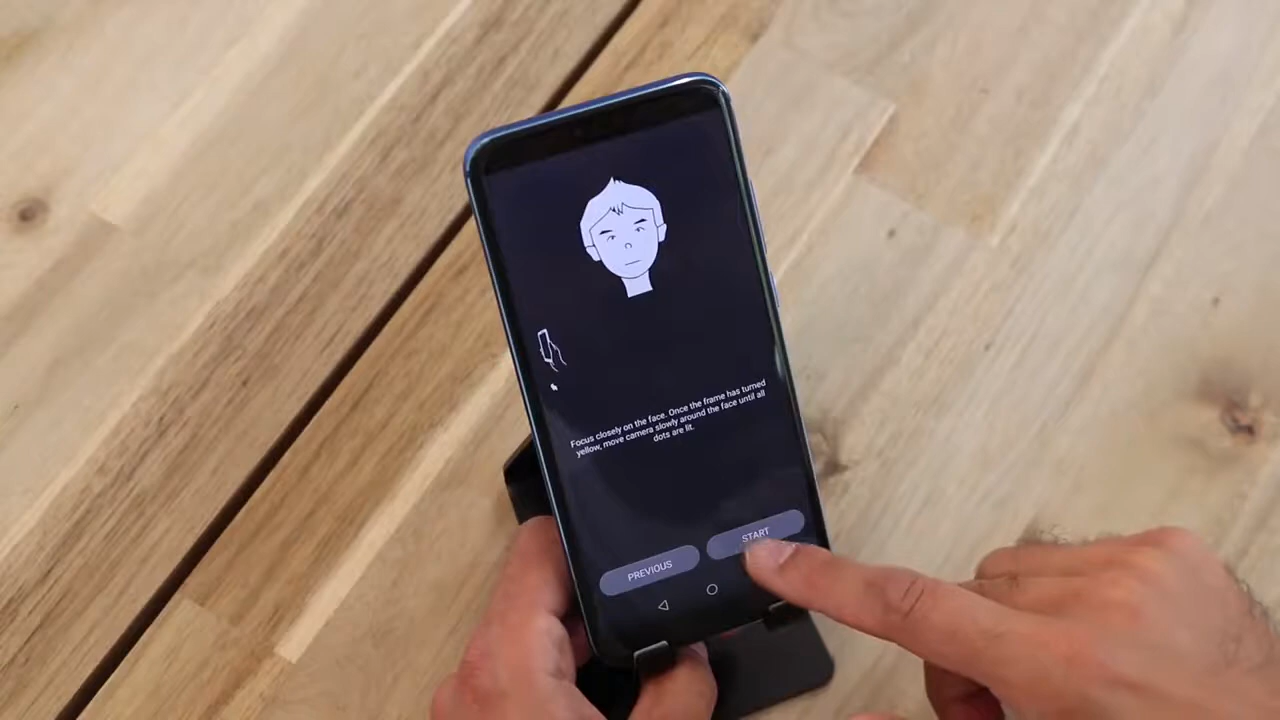 Focus closely on the face. Once the frame has turned
yellow, move camera slowly around the face until all
dots are lit.
PREVIOUS
START